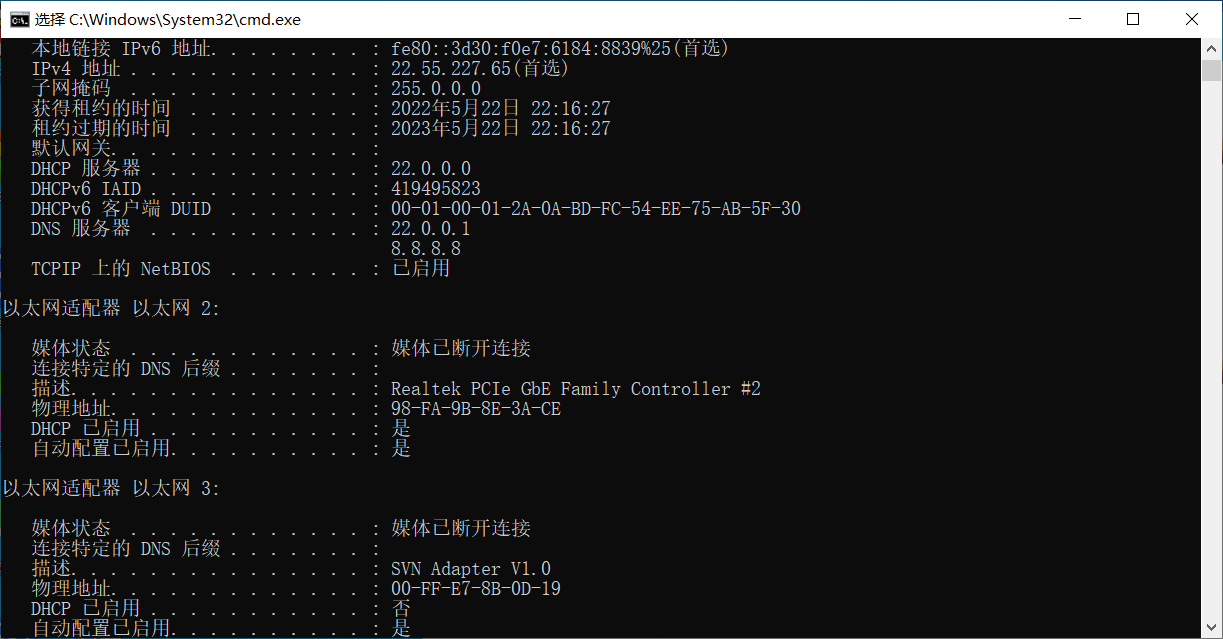 选择 C:\Windows\System32\cmd.exe
本地链接 IPv6 地址. . . . . . . . : fe80::3d30:f0e7:6184:8839%25(首选)
IPv4 地址 . . . . . . . . . . . . : 22.55.227.65(首选)
子网掩码  . . . . . . . . . . . . : 255.0.0.0
获得租约的时间  . . . . . . . . . : 2022年5月22日 22:16:27
租约过期的时间  . . . . . . . . . : 2023年5月22日 22:16:27
默认网关. . . . . . . . . . . . . :
DHCP 服务器 . . . . . . . . . . . : 22.0.0.0
DHCPv6 IAID . . . . . . . . . . . : 419495823
DHCPv6 客户端 DUID  . . . . . . . : 00-01-00-01-2A-0A-BD-FC-54-EE-75-AB-5F-30
DNS 服务器  . . . . . . . . . . . : 22.0.0.1
8.8.8.8
TCPIP 上的 NetBIOS  . . . . . . . : 已启用
以太网适配器 以太网 2:
媒体状态  . . . . . . . . . . . . : 媒体已断开连接
连接特定的 DNS 后缀 . . . . . . . :
描述. . . . . . . . . . . . . . . : Realtek PCIe GbE Family Controller #2
物理地址. . . . . . . . . . . . . : 98-FA-9B-8E-3A-CE
DHCP 已启用 . . . . . . . . . . . : 是
自动配置已启用. . . . . . . . . . : 是
以太网适配器 以太网 3:
媒体状态  . . . . . . . . . . . . : 媒体已断开连接
连接特定的 DNS 后缀 . . . . . . . :
描述. . . . . . . . . . . . . . . : SVN Adapter V1.0
物理地址. . . . . . . . . . . . . : 00-FF-E7-8B-0D-19
DHCP 已启用 . . . . . . . . . . . : 否
自动配置已启用. . . . . . . . . . : 是